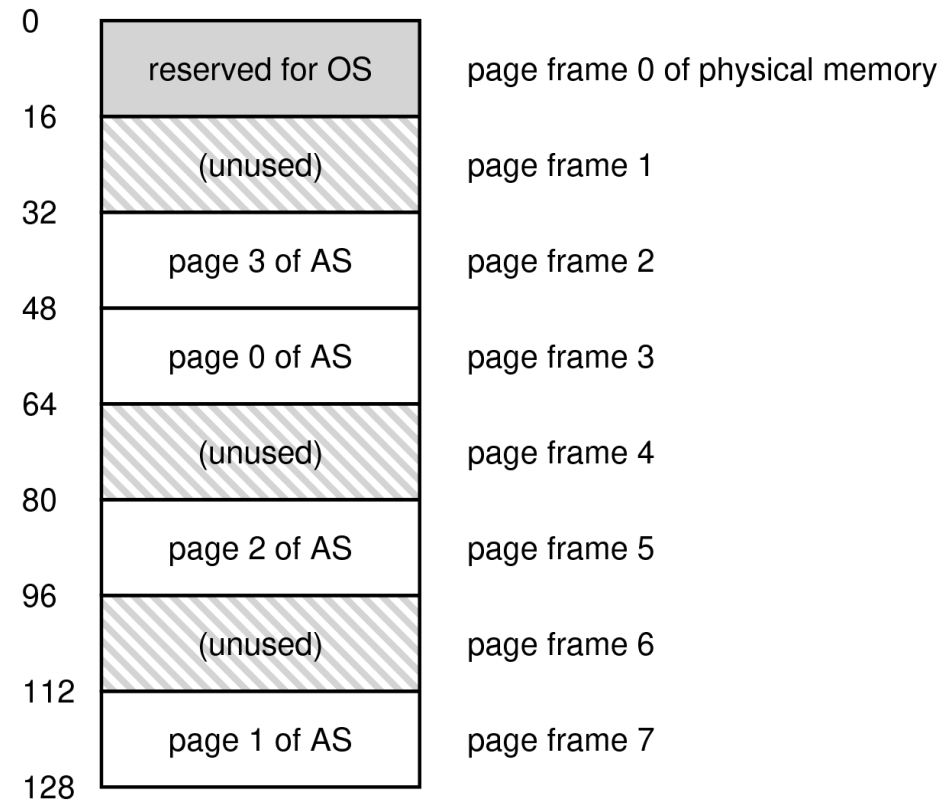 0
reserved for OS
page frame 0 of physical memory
16
(unused)
page frame 1
32
page 3 of AS
page frame 2
48
page 0 of AS
page frame 3
64
(unused)
page frame 4
80
page 2 of AS
page frame 5
96
(unused)
page frame 6
112
page 1 of AS
page frame 7
128